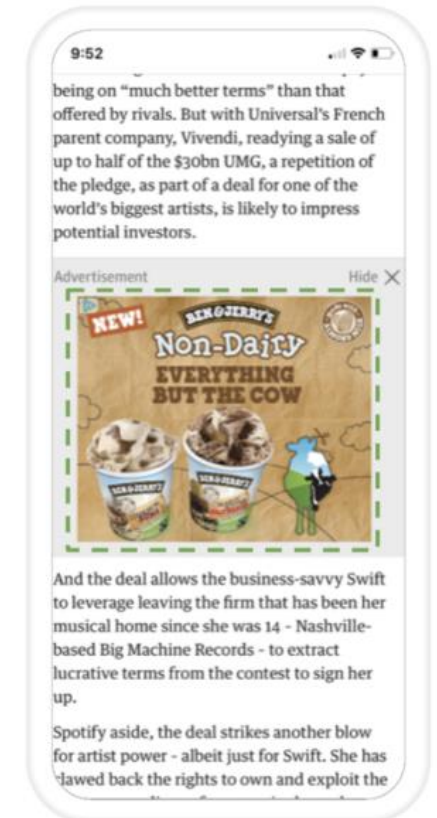 9:52
being on “much better terms” than that
offered by rivals. But with Universal’s French
parent company, Vivendi, readying a sale of
up to half of the $30bn UMG, a repetition of
the pledge, as part of a deal for one of the
world’s biggest artists, is likely to impress
potential investors.
Advertisement Hide
NEW!
BEN & JERRY'S
Non-Dairy
EVERYTHING
BUT THE COW
BEN & JERRY'S
BEN & JERRY'S
And the deal allows the business-savvy Swift
to leverage leaving the firm that has been her
musical home since she was 14 - Nashville-
based Big Machine Records - to extract
lucrative terms from the contest to sign her
up.
Spotify aside, the deal strikes another blow
for artist power - albeit just for Swift. She has
clawed back the rights to own and exploit the